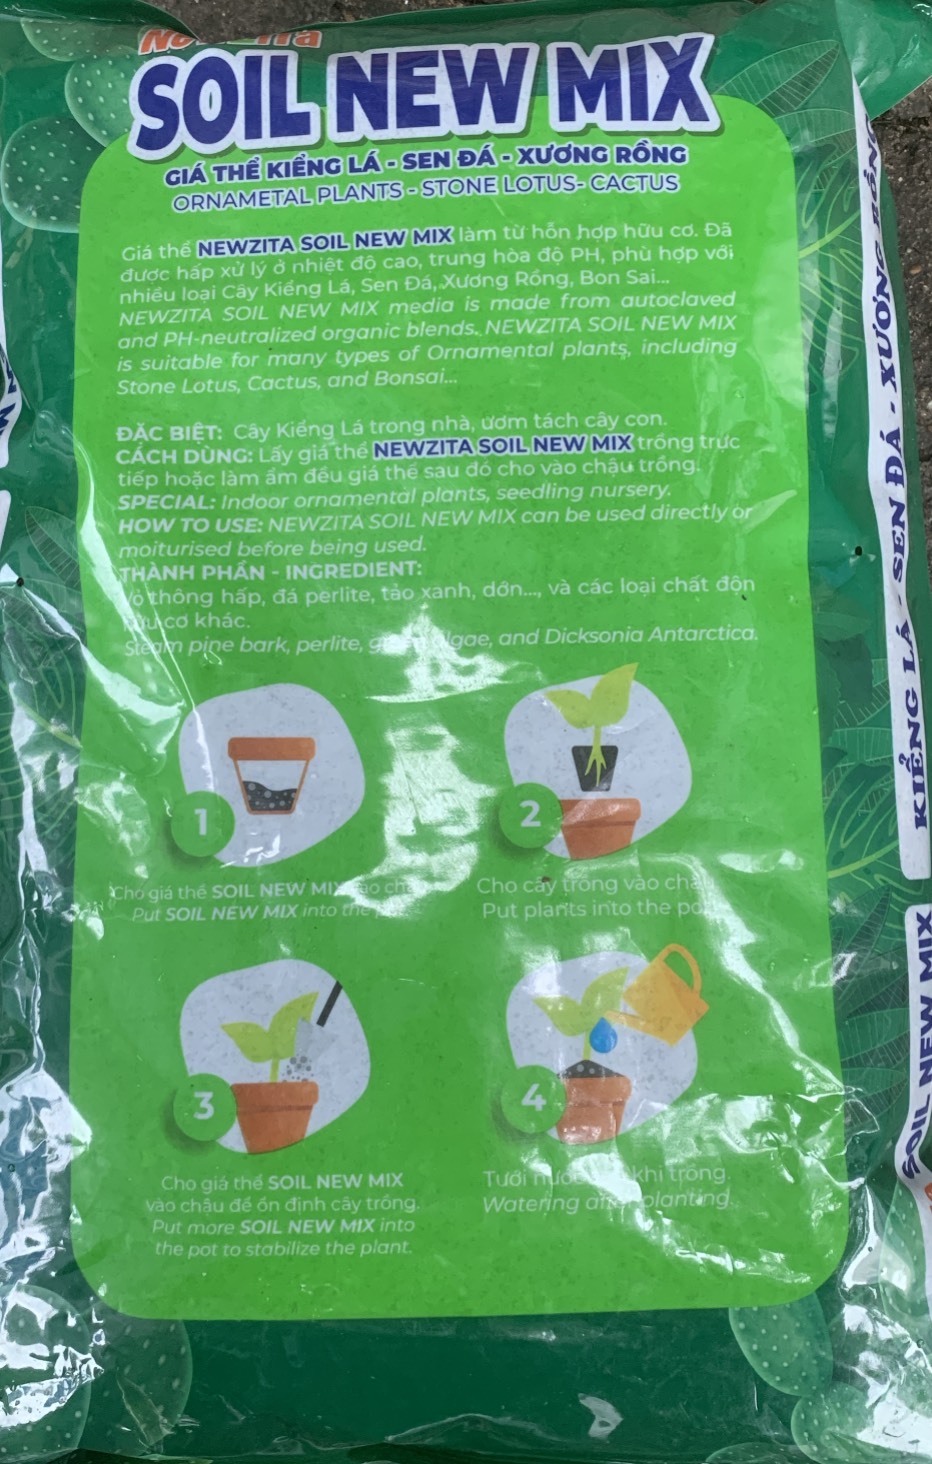 SOIL NEW MIX
GIÁ THỂ KIỂNG LÁ - SEN ĐÁ - XƯƠNG RỒNG
ORNAMETAL PLANTS - STONE LOTUS- CACTUS
Giá thể NEWZITA SOIL NEW MIX làm từ hỗn hợp hữu cơ. Đã
được hấp xử lý ở nhiệt độ cao, trung hòa độ PH, phù hợp với
nhiều loại Cây Kiểng Lá, Sen Đá, Xương Rồng, Bon Sai...
NEWZITA SOIL NEW MIX media is made from autoclaved
and PH-neutralized organic blends. NEWZITA SOIL NEW MIX
is suitable for many types of Ornamental plants, including
Stone Lotus, Cactus, and Bonsai...
ĐẶC BIỆT: Cây Kiểng Lá trong nhà, ươm tách cây con.
CÁCH DÙNG: Lấy giá thể NEWZITA SOIL NEW MIX trồng trực
tiếp hoặc làm ẩm đều giá thể sau đó cho vào chậu trồng.
SPECIAL: Indoor ornamental plants, seedling nursery.
HOW TO USE: NEWZITA SOIL NEW MIX can be used directly or
moiturised before being used.
THÀNH PHẦN - INGREDIENT:
thông hấp, đá perlite, tảo xanh, dớn..., và các loại chất độn
cơ khác.
Steam pine bark, perlite, algae, and Dicksonia Antarctica.
1
Cho giá thể SOIL NEW MIX
Put SOIL NEW MIX into the
2
Cho cây trồng vào
Put plants into the
3
Cho giá thể SOIL NEW MIX
vào chậu để ổn định cây trồng.
Put more SOIL NEW MIX into
the pot to stabilize the plant.
4
Tưới khi trồng.
Watering planting.
KIỂNG LÁ - SEN ĐÁ - XƯƠNG RỒNG
SOIL NEW MIX